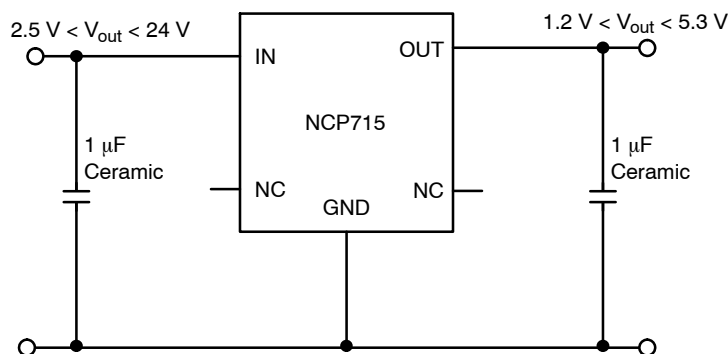 2.5 V < Vout < 24 V
1.2 V < Vout < 5.3 V
IN
OUT
NCP715
1 μF
Ceramic
1 μF
Ceramic
NC
NC
GND